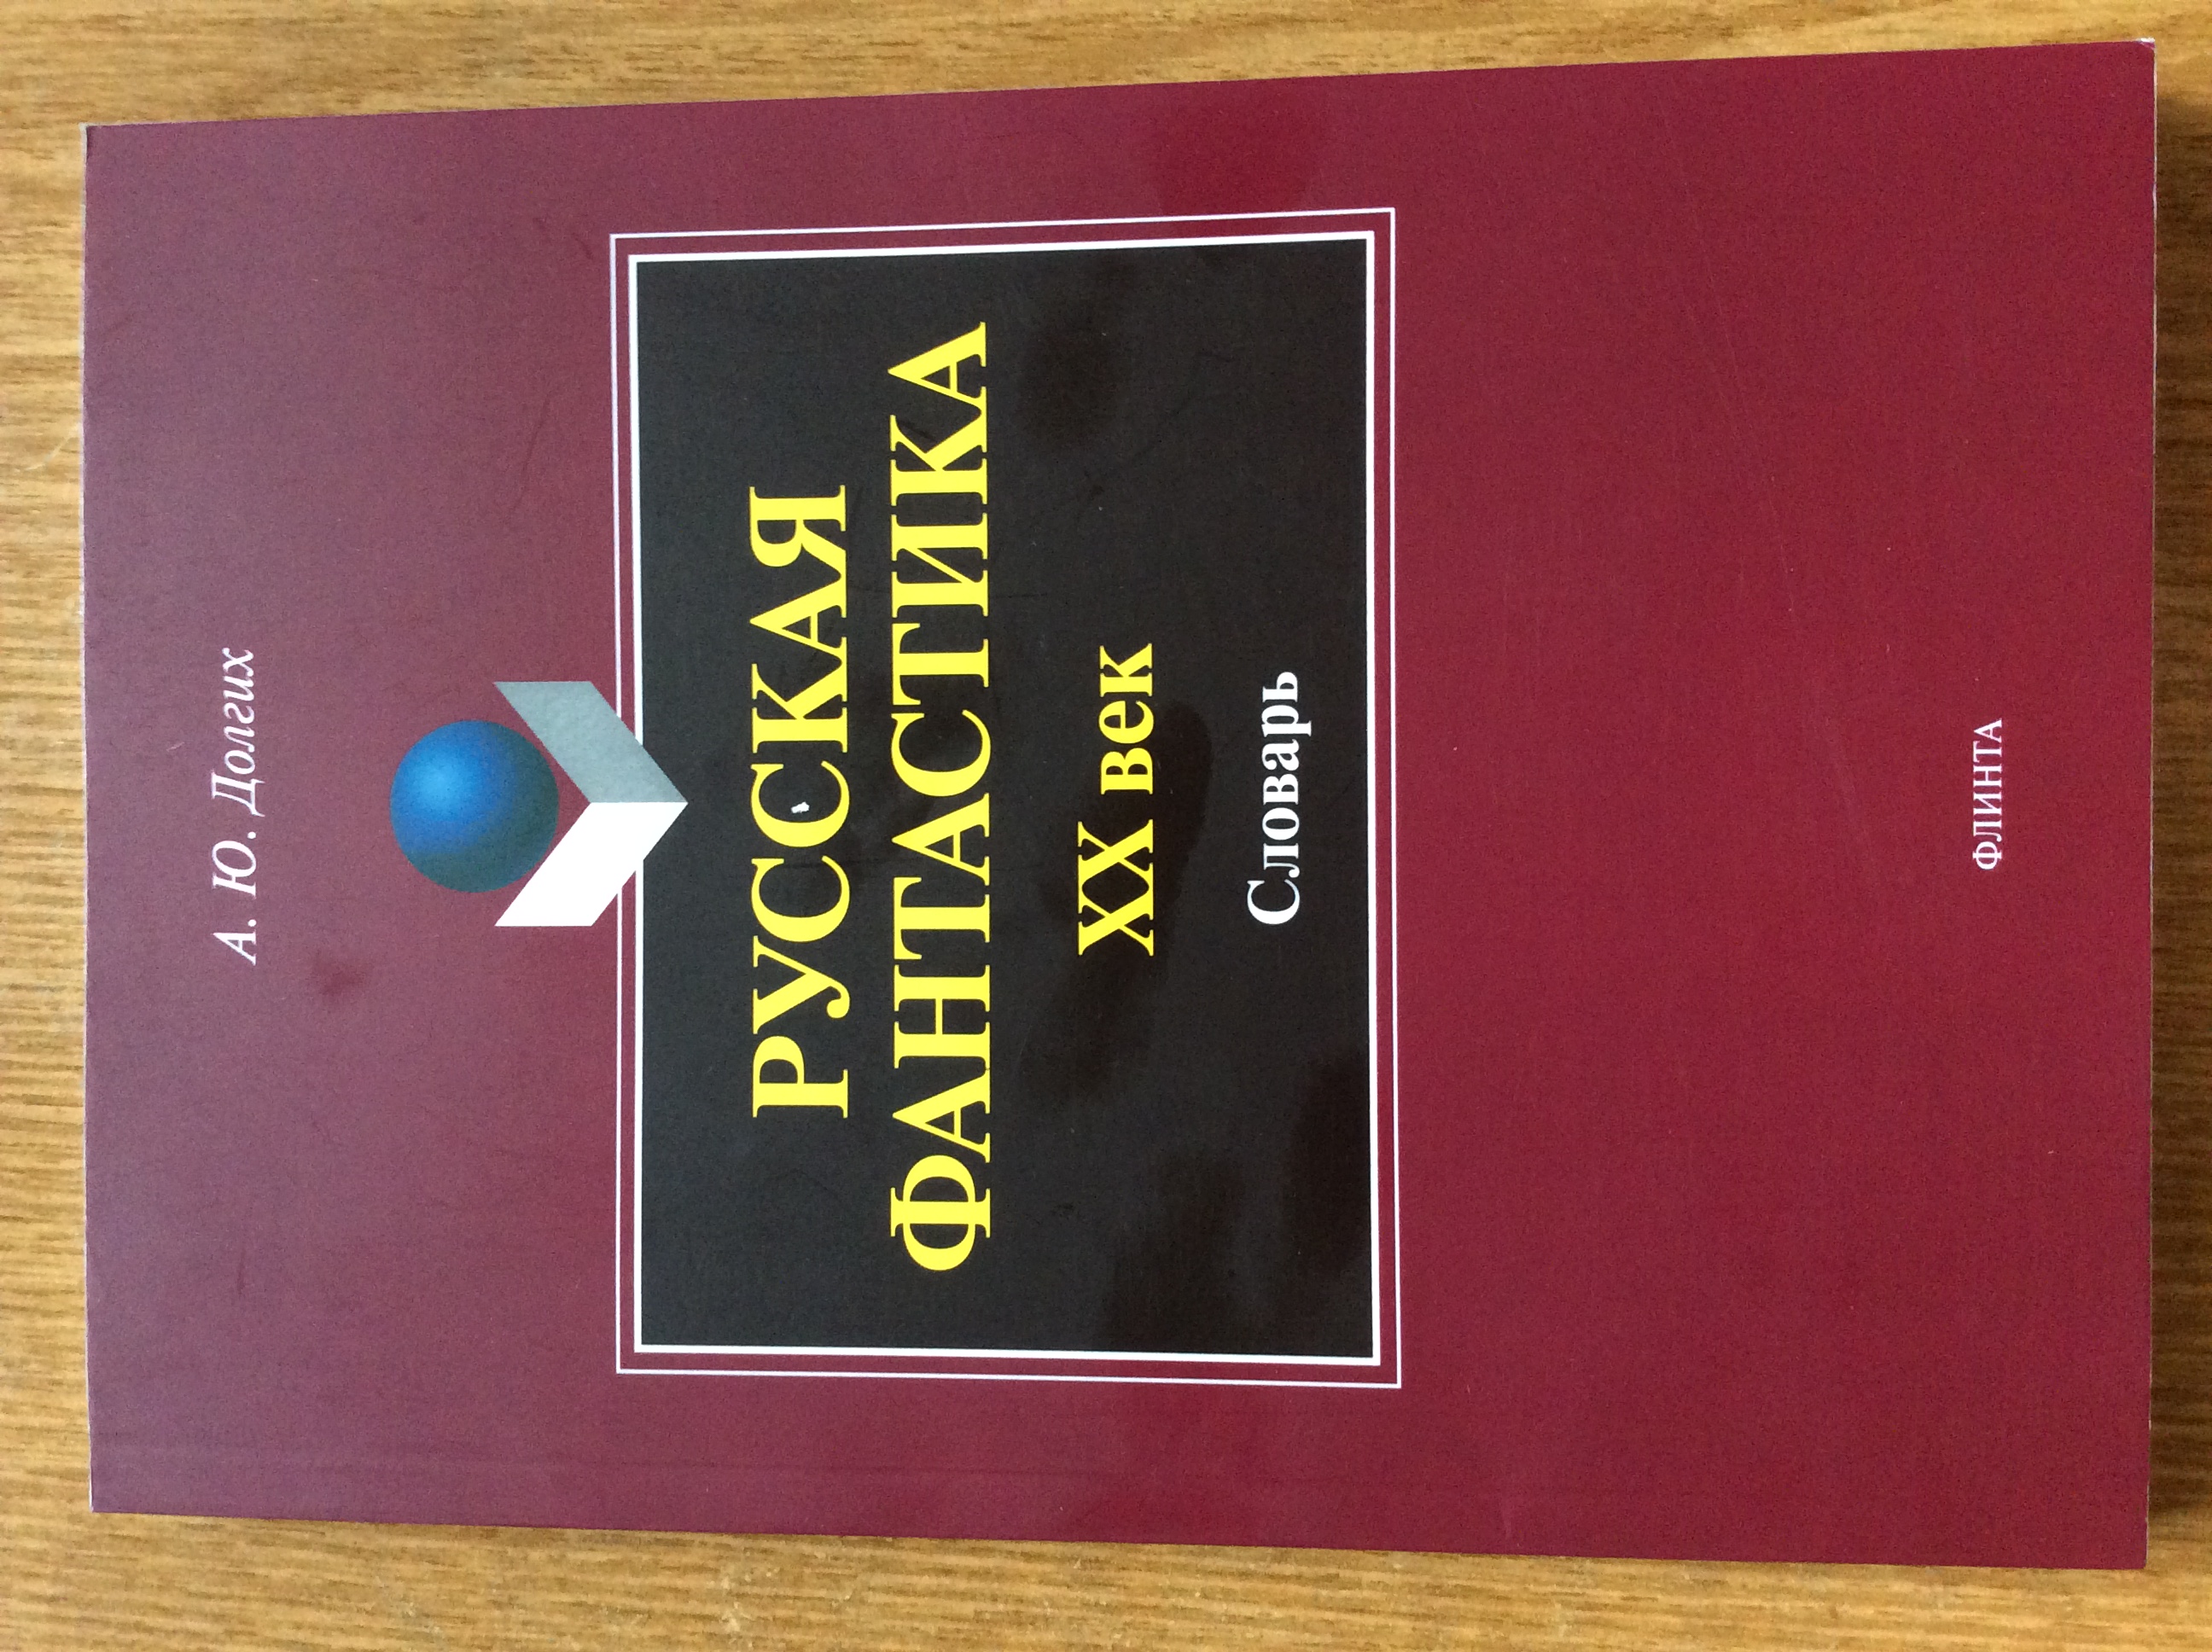 А. Ю. Долгих
РУССКАЯ
ФАНТАСТИКА
XX век
Словарь
ФЛИНТА